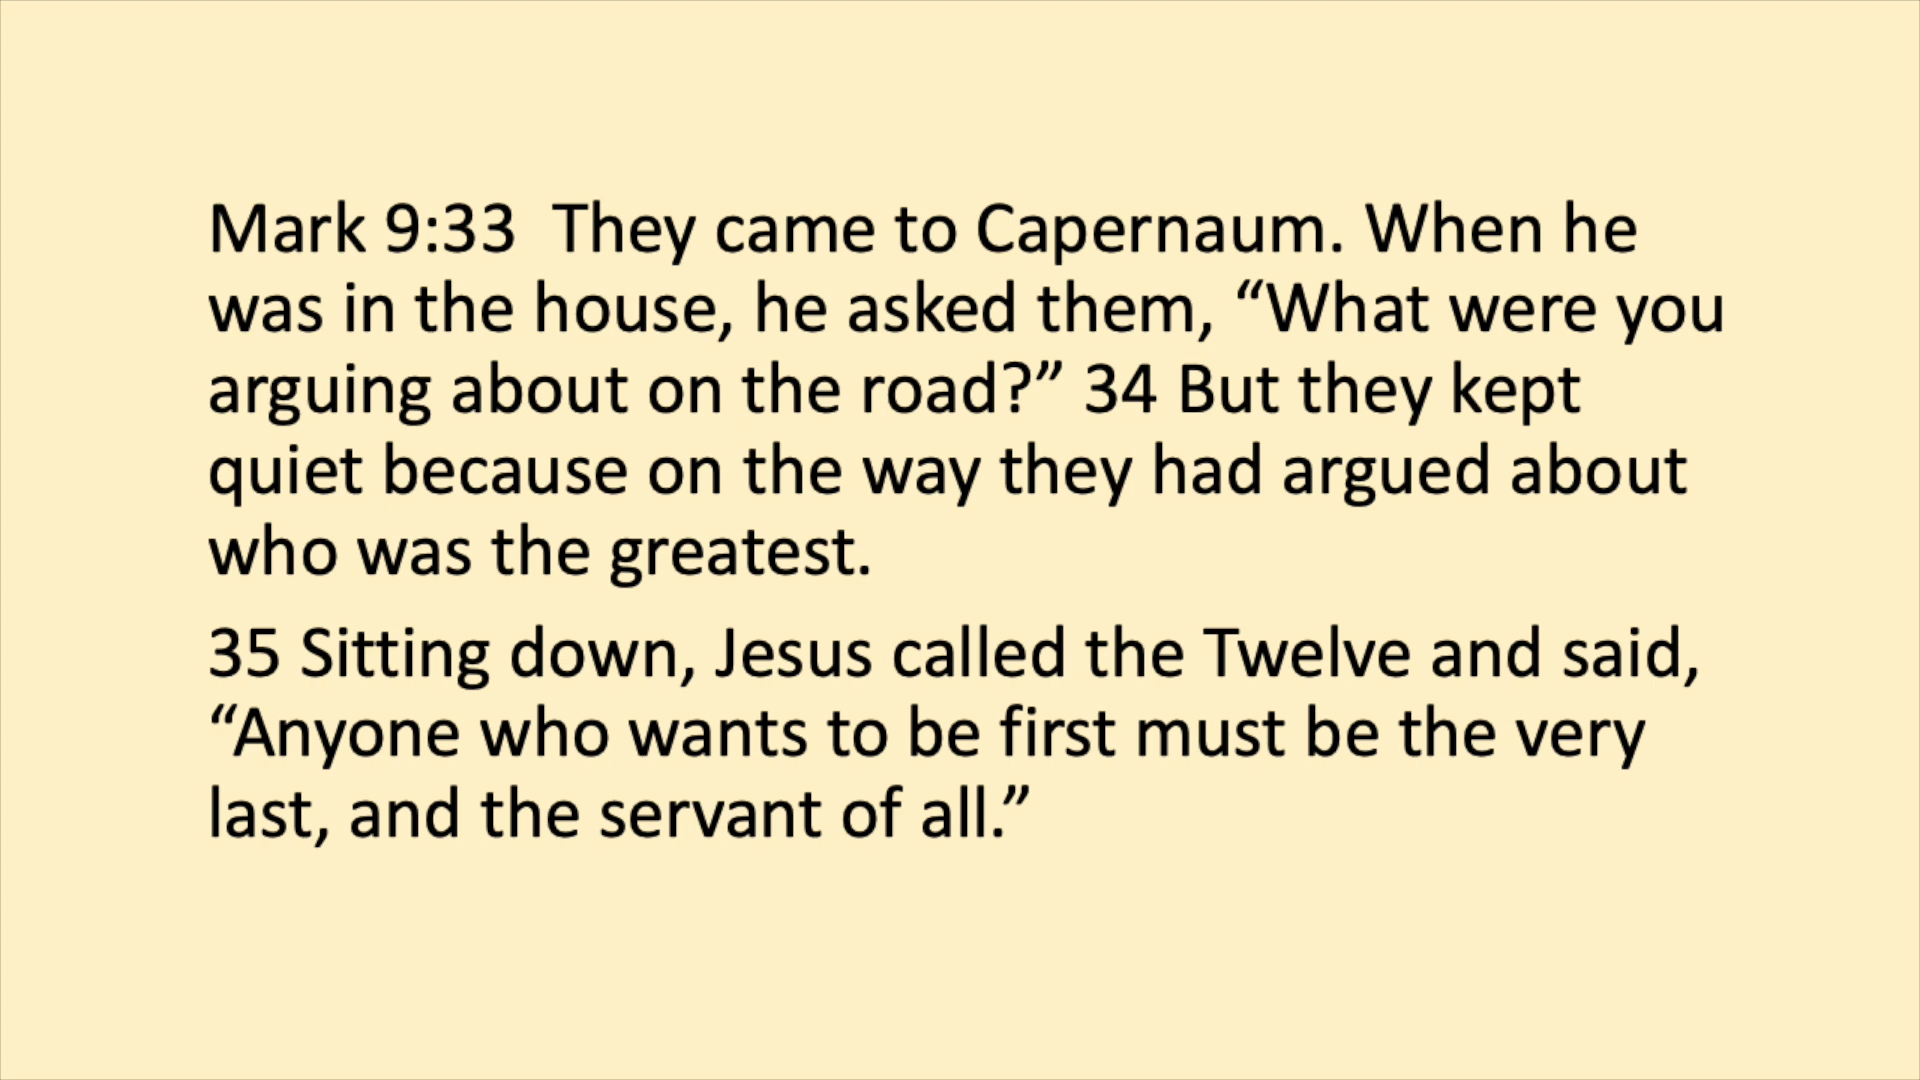 Mark 9:33  They came to Capernaum. When he
was in the house, he asked them, “What were you
arguing about on the road?” 34 But they kept
quiet because on the way they had argued about
who was the greatest.
35 Sitting down, Jesus called the Twelve and said,
“Anyone who wants to be first must be the very
last, and the servant of all.”